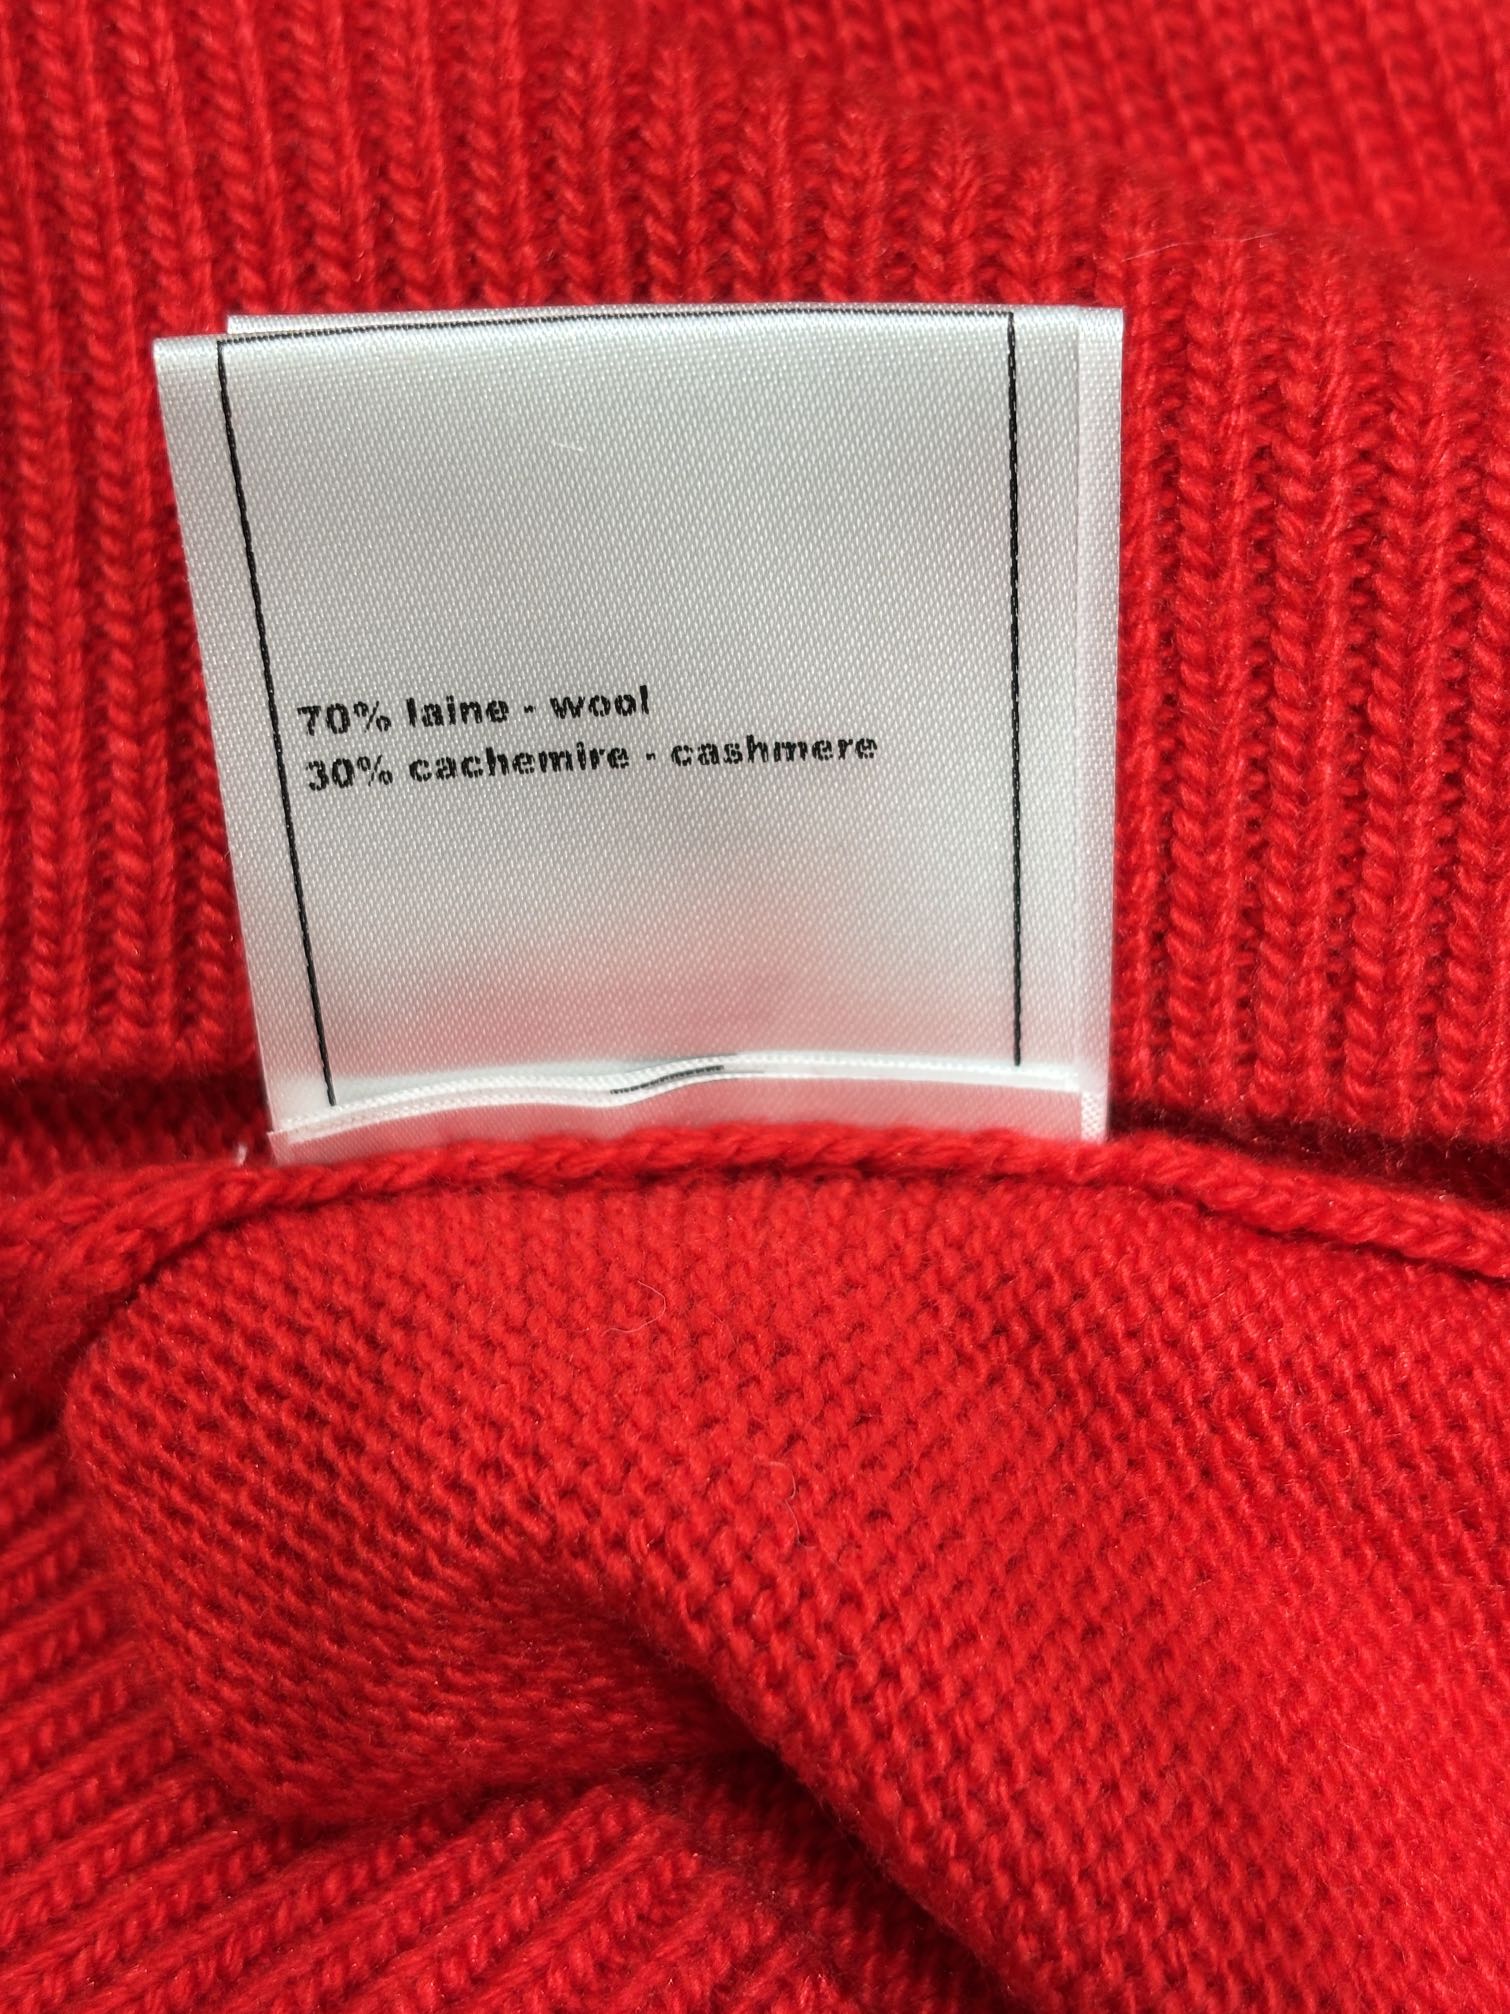 70% laine - wool
30% cachemire - cashmere